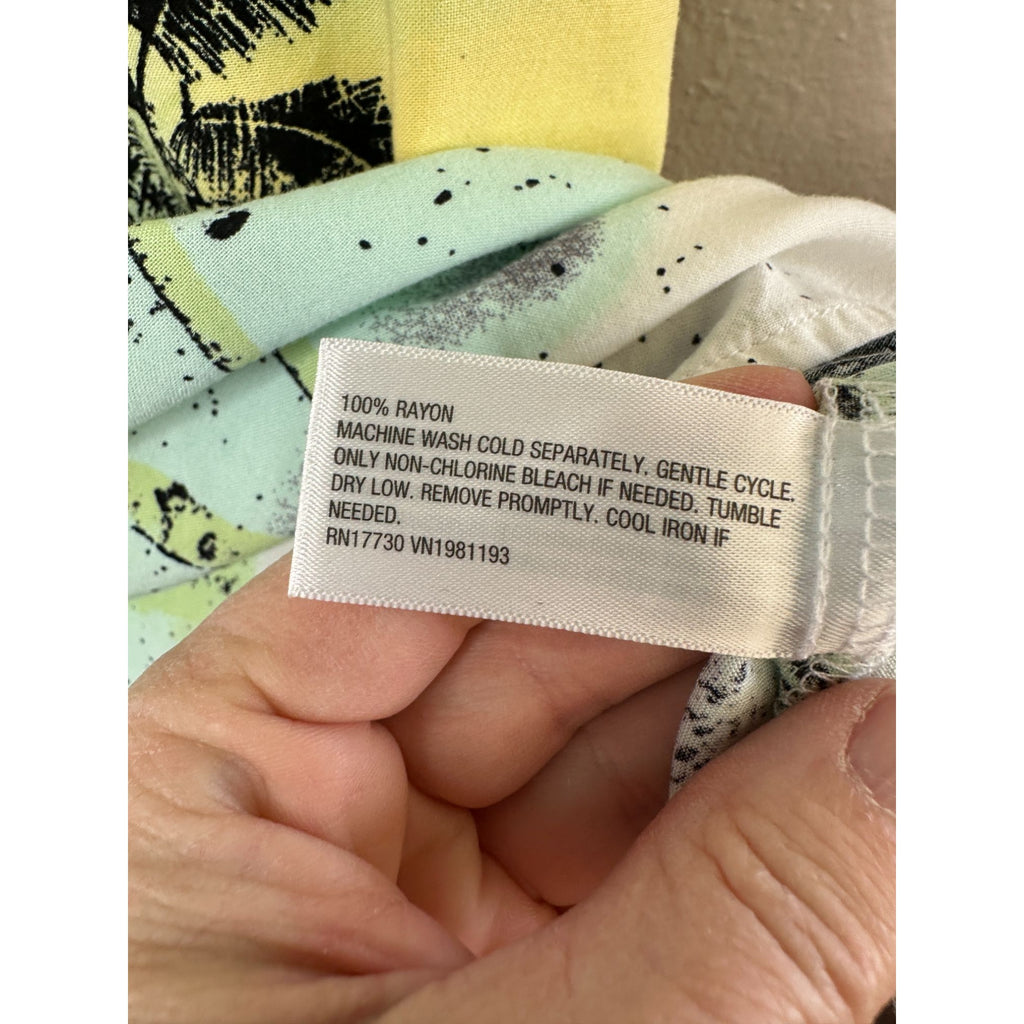 100% RAYON
MACHINE WASH COLD SEPARATELY. GENTLE CYCLE.
ONLY NON-CHLORINE BLEACH IF NEEDED. TUMBLE
DRY LOW. REMOVE PROMPTLY. COOL IRON IF
NEEDED.
RN17730 VN1981193